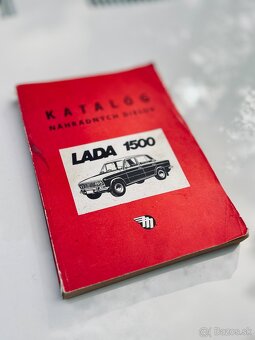 KATALÓG
NÁHRADNÝCH DIELOV
LADA 1500
Bazos.sk